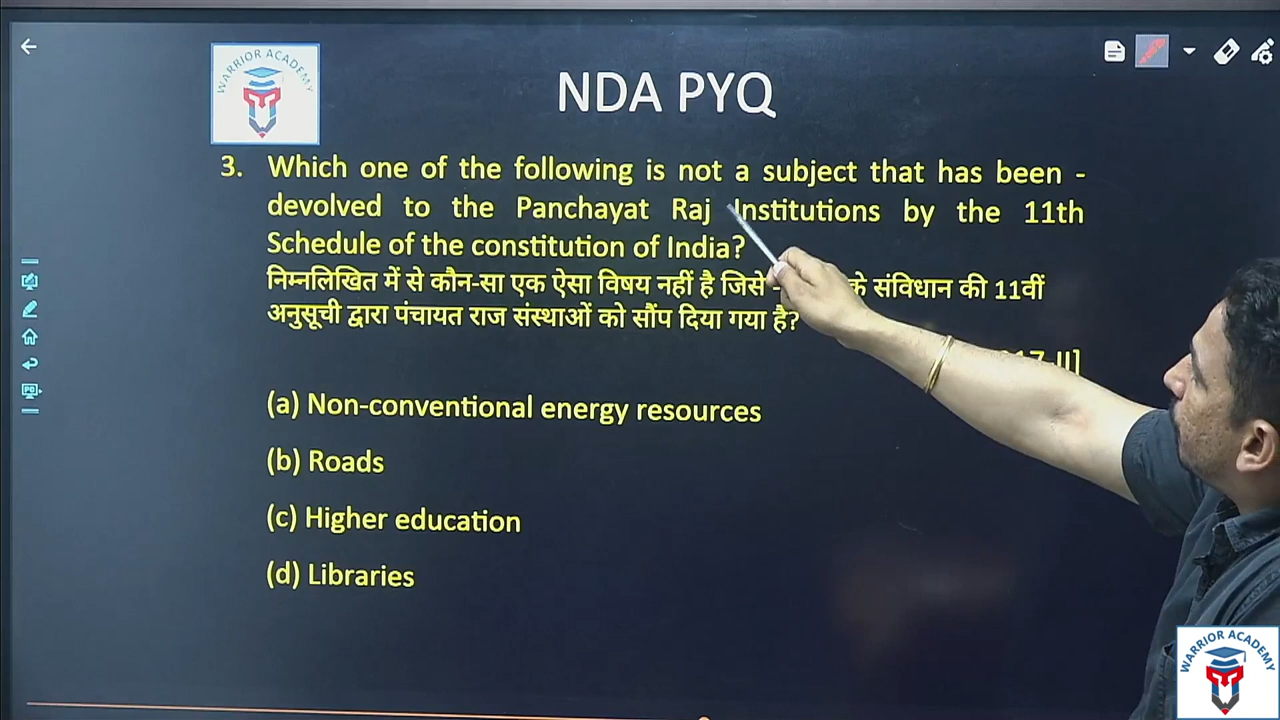 WARRIOR ACADEMY
NDA PYQ
3. Which one of the following is not a subject that has been -
devolved to the Panchayat Raj Institutions by the 11th
Schedule of the constitution of India?
निम्नलिखित में से कौन-सा एक ऐसा विषय नहीं है जिसे - के संविधान की 11वीं
अनुसूची द्वारा पंचायत राज संस्थाओं को सौंप दिया गया है?
17-II]
(a) Non-conventional energy resources
(b) Roads
(c) Higher education
(d) Libraries
WARRIOR ACADEMY